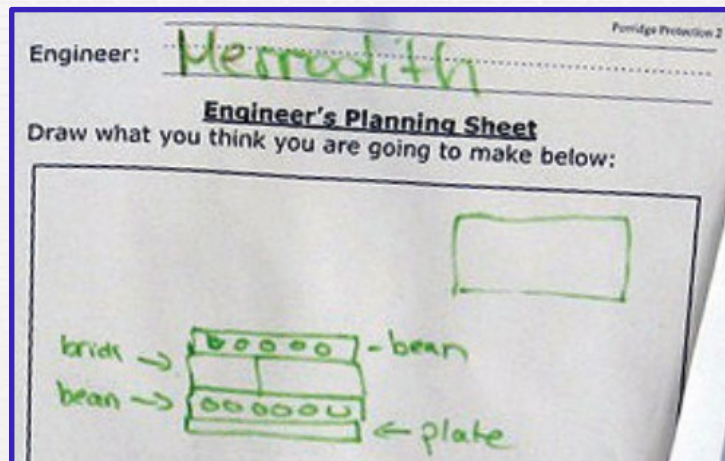 Porridge Protection 2
Engineer: Merrodith
Engineer's Planning Sheet
Draw what you think you are going to make below:
brick → - bean
bean →
← plate